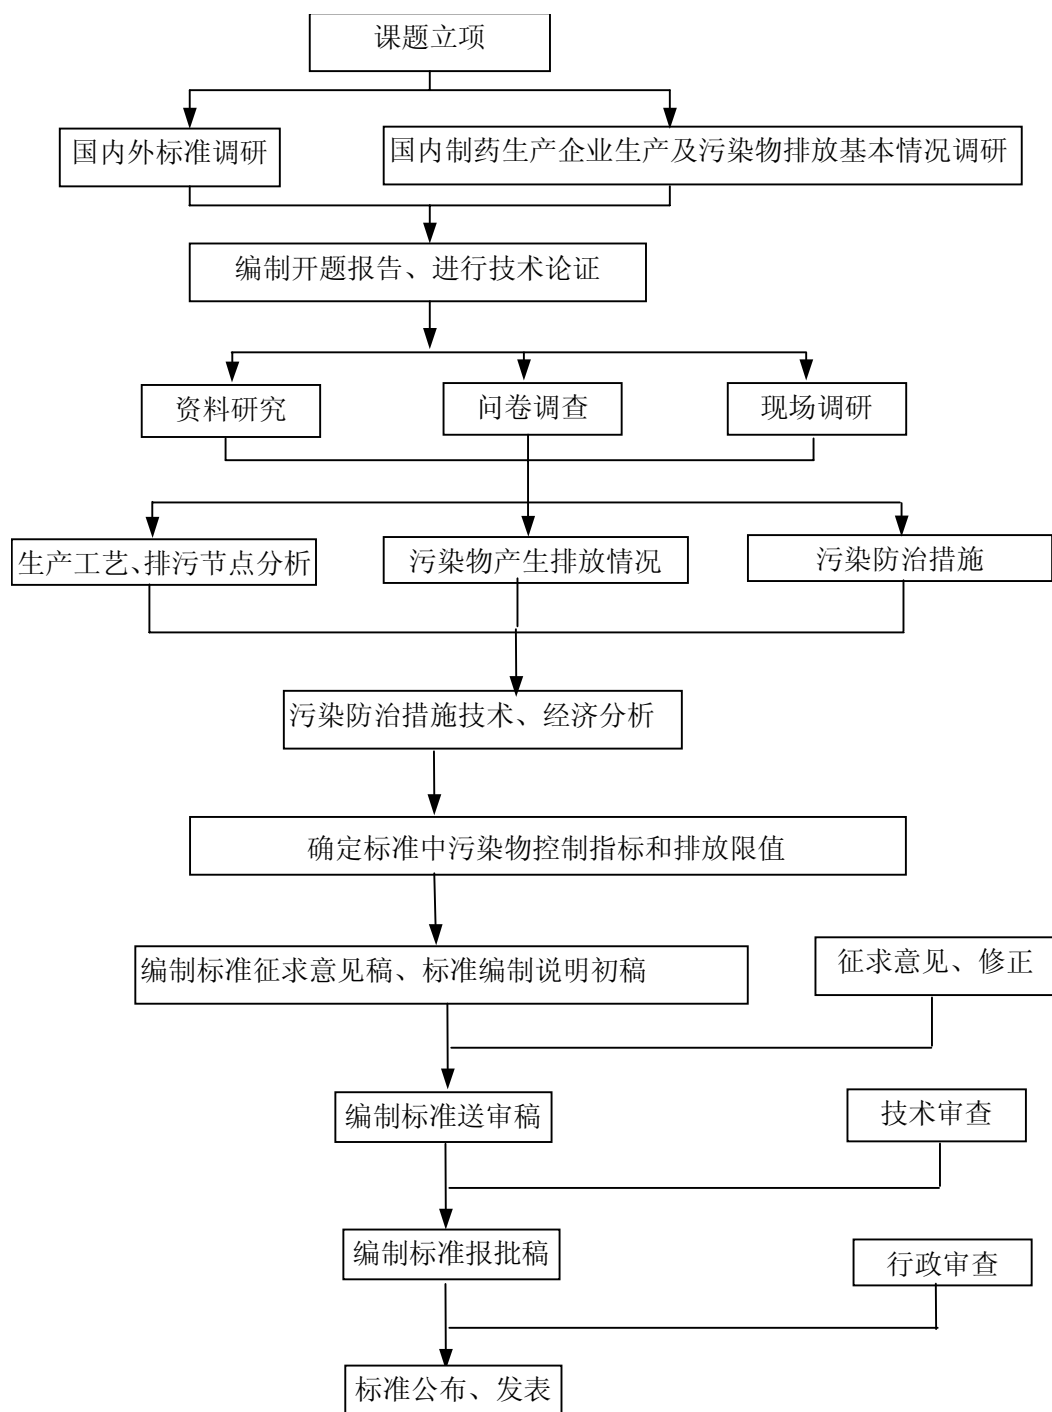 课题立项
国内外标准调研
国内制药生产企业生产及污染物排放基本情况调研
编制开题报告、进行技术论证
资料研究
问卷调查
现场调研
生产工艺、排污节点分析
污染物产生排放情况
污染防治措施
污染防治措施技术、经济分析
确定标准中污染物控制指标和排放限值
编制标准征求意见稿、标准编制说明初稿
征求意见、修正
编制标准送审稿
技术审查
编制标准报批稿
行政审查
标准公布、发表